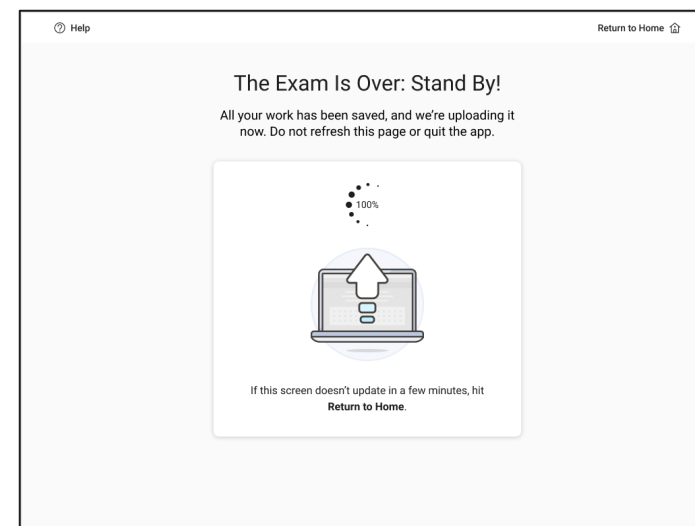 Help
Return to Home
The Exam Is Over: Stand By!
All your work has been saved, and we’re uploading it
now. Do not refresh this page or quit the app.
100%
If this screen doesn’t update in a few minutes, hit
Return to Home.